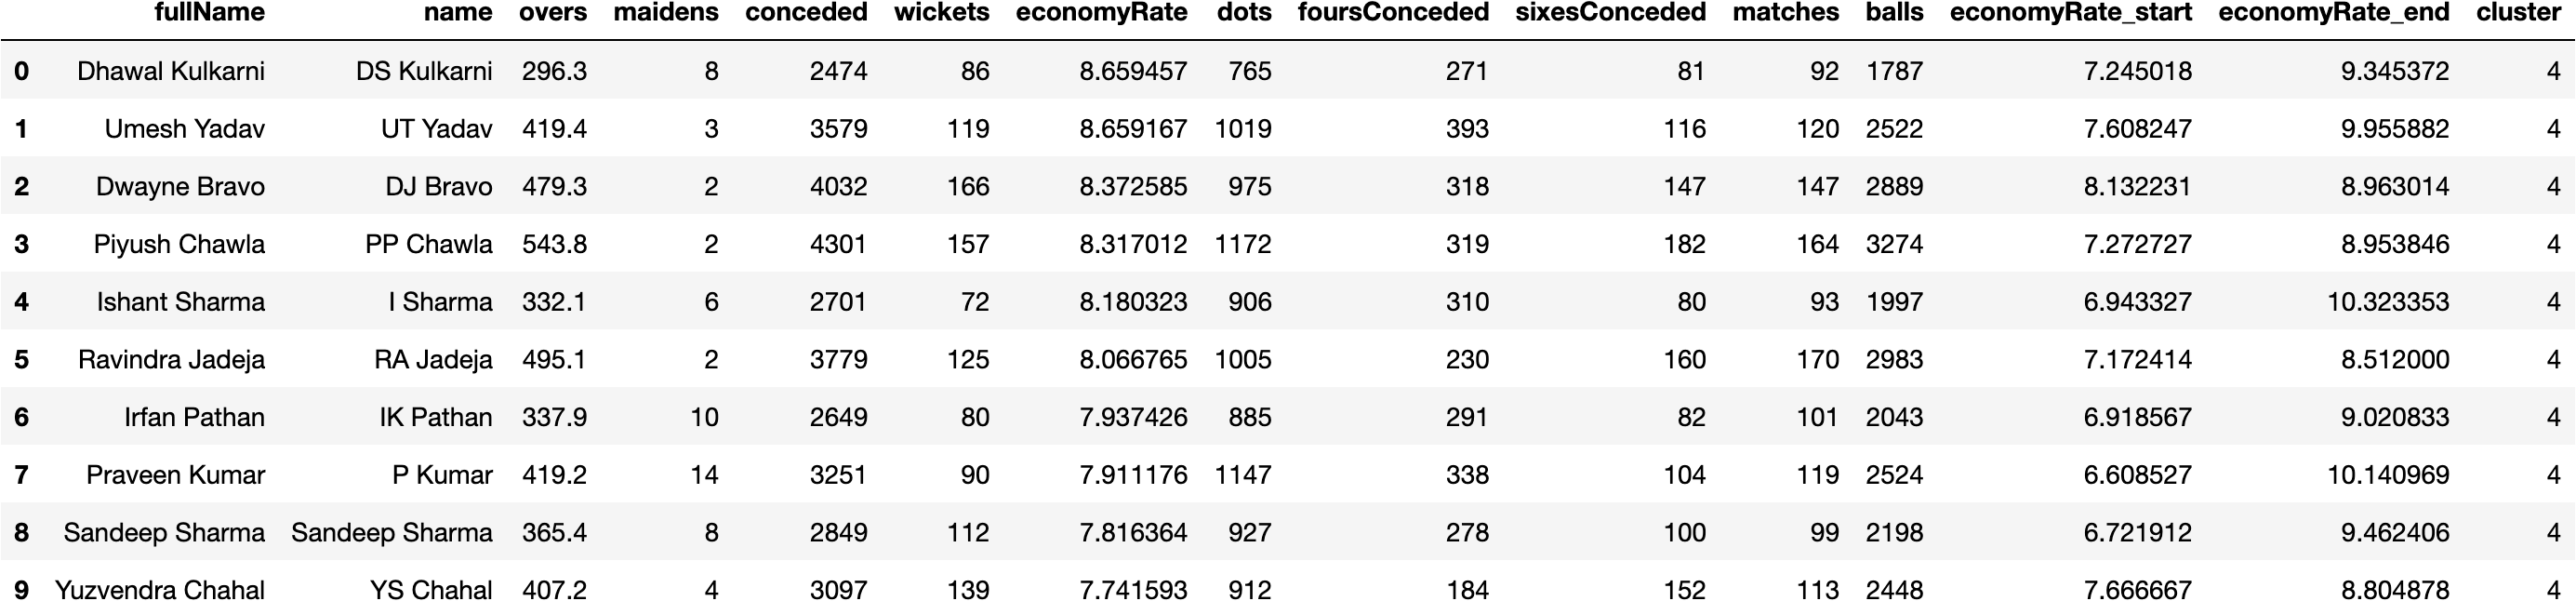 fullName name overs maidens conceded wickets economyRate dots foursConceded sixesConceded matches balls economyRate_start economyRate_end cluster
0 Dhawal Kulkarni DS Kulkarni 296.3 8 2474 86 8.659457 765 271 81 92 1787 7.245018 9.345372 4
1 Umesh Yadav UT Yadav 419.4 3 3579 119 8.659167 1019 393 116 120 2522 7.608247 9.955882 4
2 Dwayne Bravo DJ Bravo 479.3 2 4032 166 8.372585 975 318 147 147 2889 8.132231 8.963014 4
3 Piyush Chawla PP Chawla 543.8 2 4301 157 8.317012 1172 319 182 164 3274 7.272727 8.953846 4
4 Ishant Sharma I Sharma 332.1 6 2701 72 8.180323 906 310 80 93 1997 6.943327 10.323353 4
5 Ravindra Jadeja RA Jadeja 495.1 2 3779 125 8.066765 1005 230 160 170 2983 7.172414 8.512000 4
6 Irfan Pathan IK Pathan 337.9 10 2649 80 7.937426 885 291 82 101 2043 6.918567 9.020833 4
7 Praveen Kumar P Kumar 419.2 14 3251 90 7.911176 1147 338 104 119 2524 6.608527 10.140969 4
8 Sandeep Sharma Sandeep Sharma 365.4 8 2849 112 7.816364 927 278 100 99 2198 6.721912 9.462406 4
9 Yuzvendra Chahal YS Chahal 407.2 4 3097 139 7.741593 912 184 152 113 2448 7.666667 8.804878 4